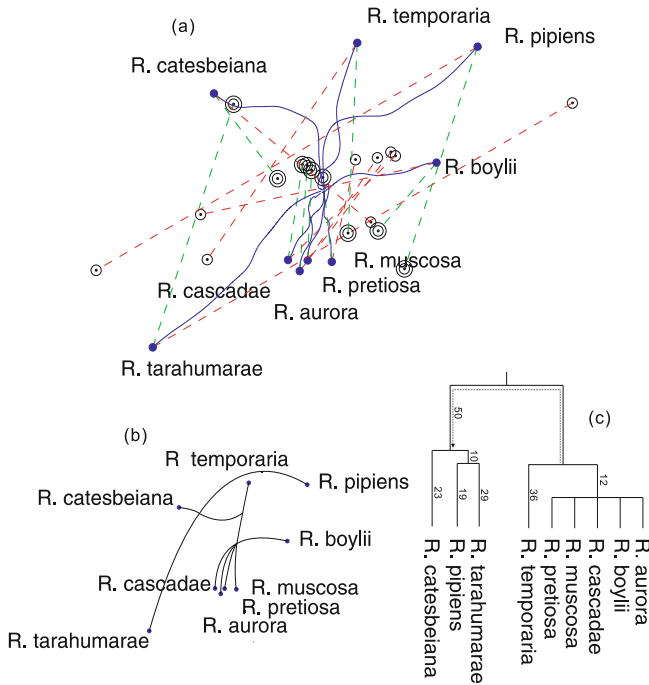 (a)
R. temporaria
R. pipiens
R. catesbeiana
R. boylii
R. muscosa
R. cascadae
R. pretiosa
R. aurora
R. tarahumarae
(b)
R temporaria
R. pipiens
R. catesbeiana
R. boylii
R. cascadae
R. muscosa
R. pretiosa
R. aurora
R. tarahumarae
(c)
50
10
12
23
19
29
36
R. catesbeiana
R. pipiens
R. tarahumarae
R. temporaria
R. pretiosa
R. muscosa
R. cascadae
R. boylii
R. aurora